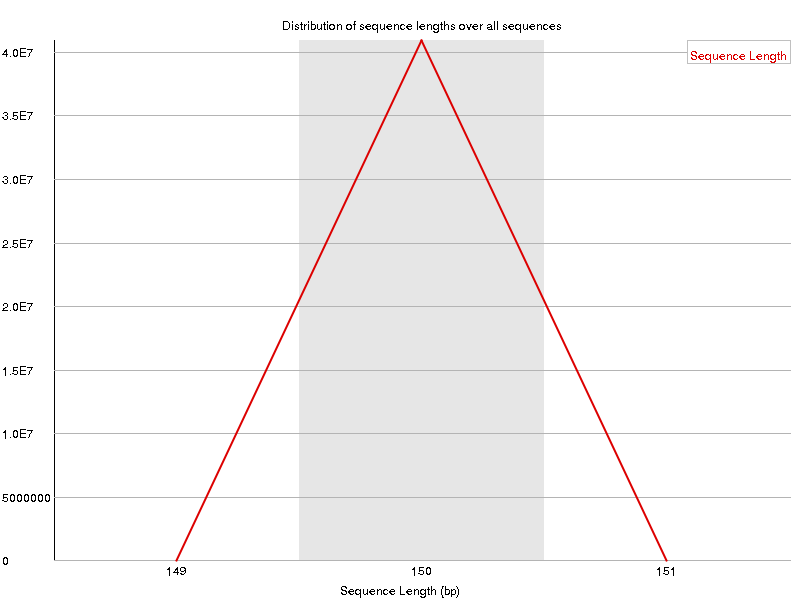 Distribution of sequence lengths over all sequences
Sequence Length
4.0E7
3.5E7
3.0E7
2.5E7
2.0E7
1.5E7
1.0E7
5000000
0
149 150 151
Sequence Length (bp)